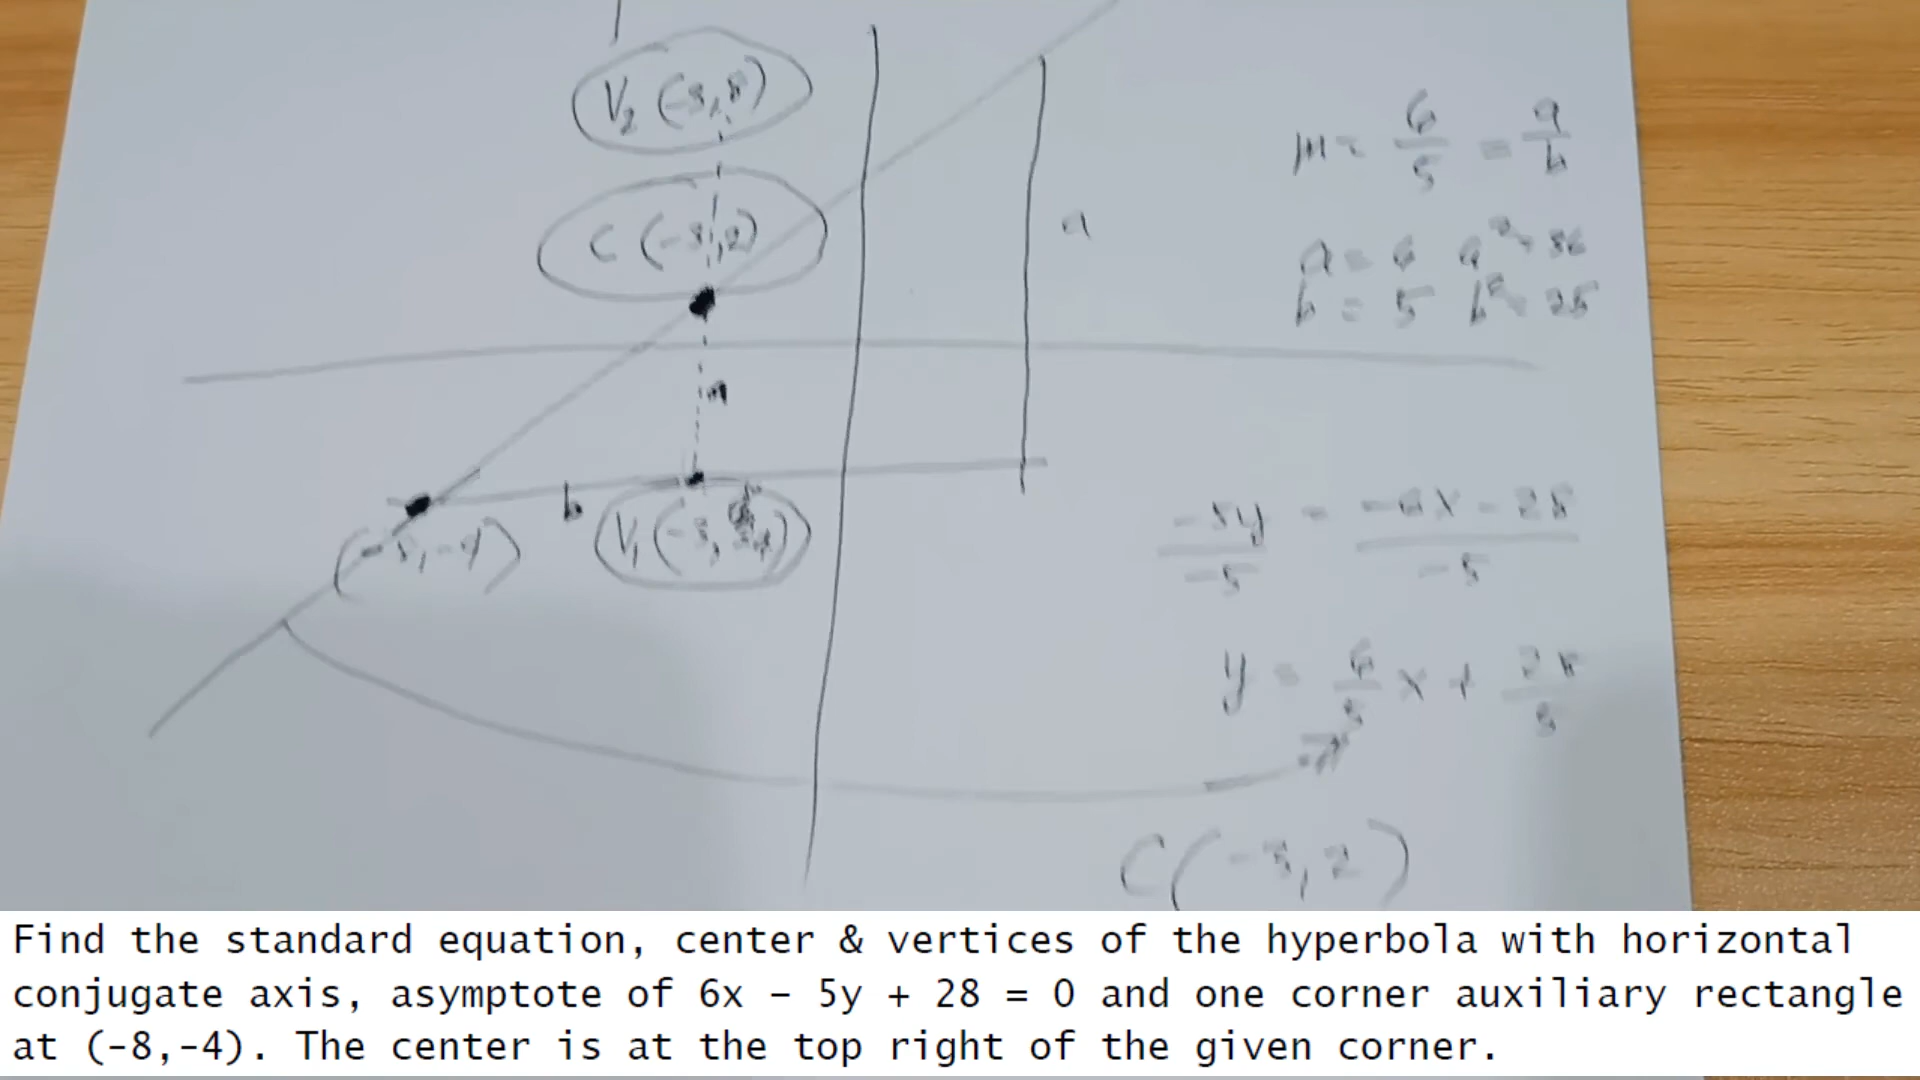 V₂ (-3, 8)
C (-3, 2)
a
a
b
(-8, -4)
V₁ (-3, -4)
m = 6/5 = a/b
a = 6 a² = 36
b = 5 b² = 25
-5y/-5 = -6x - 28/-5
y = 6/5 x + 28/5
C (-3, 2)
Find the standard equation, center & vertices of the hyperbola with horizontal
conjugate axis, asymptote of 6x - 5y + 28 = 0 and one corner auxiliary rectangle
at (-8,-4). The center is at the top right of the given corner.